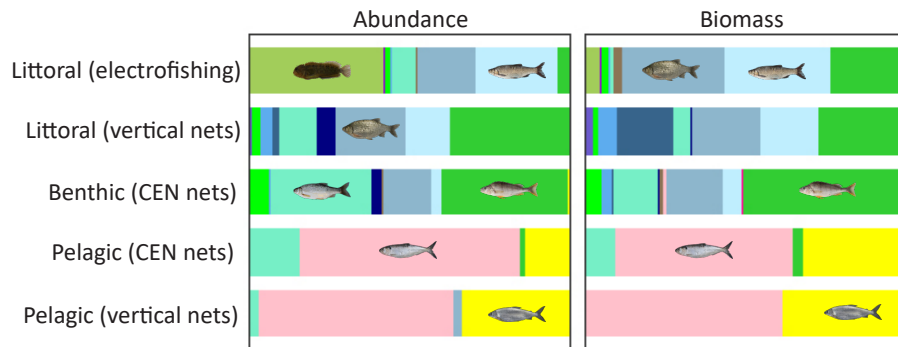 Abundance
Biomass
Littoral (electrofishing)
Littoral (vertical nets)
Benthic (CEN nets)
Pelagic (CEN nets)
Pelagic (vertical nets)